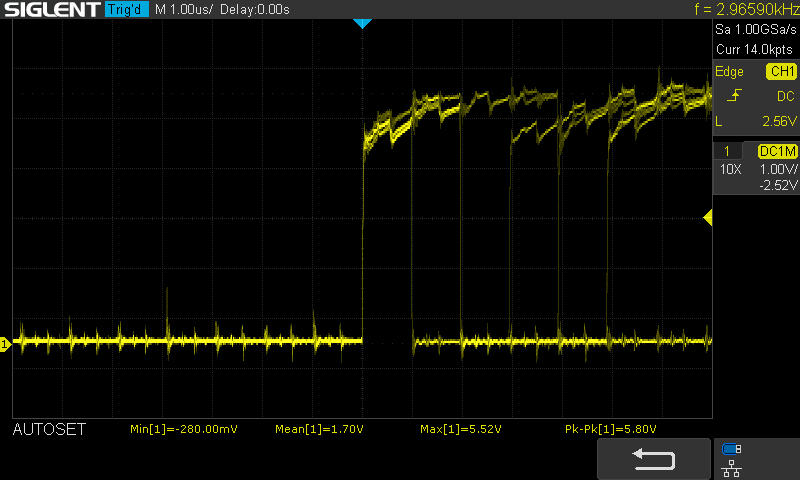 SIGLENT Trig'd M 1.00us/ Delay:0.00s f = 2.96590kHz
Sa 1.00GSa/s
Curr 14.0kpts
Edge CH1
DC
L 2.56V
1 DC1M
10X 1.00V/
-2.52V
1
AUTOSET Min[1]=-280.00mV Mean[1]=1.70V Max[1]=5.52V Pk-Pk[1]=5.80V